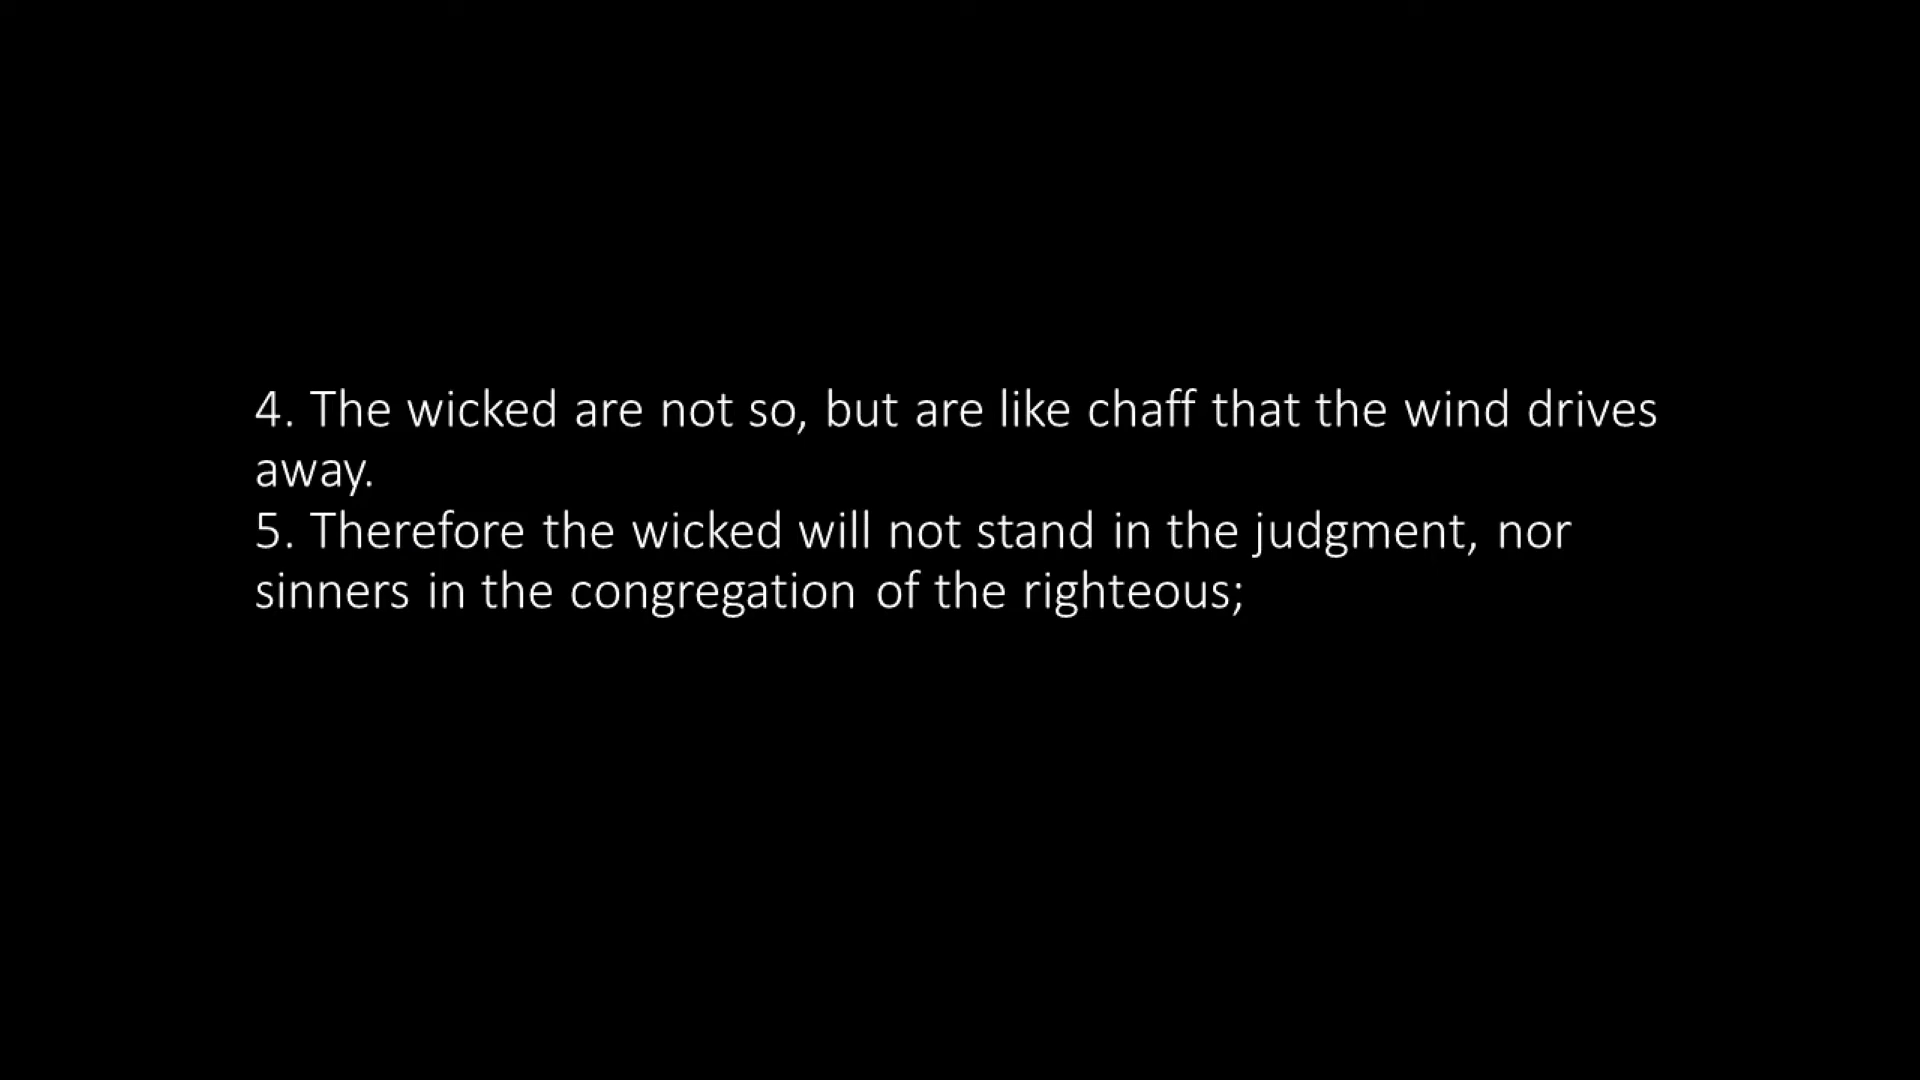 4. The wicked are not so, but are like chaff that the wind drives
away.
5. Therefore the wicked will not stand in the judgment, nor
sinners in the congregation of the righteous;